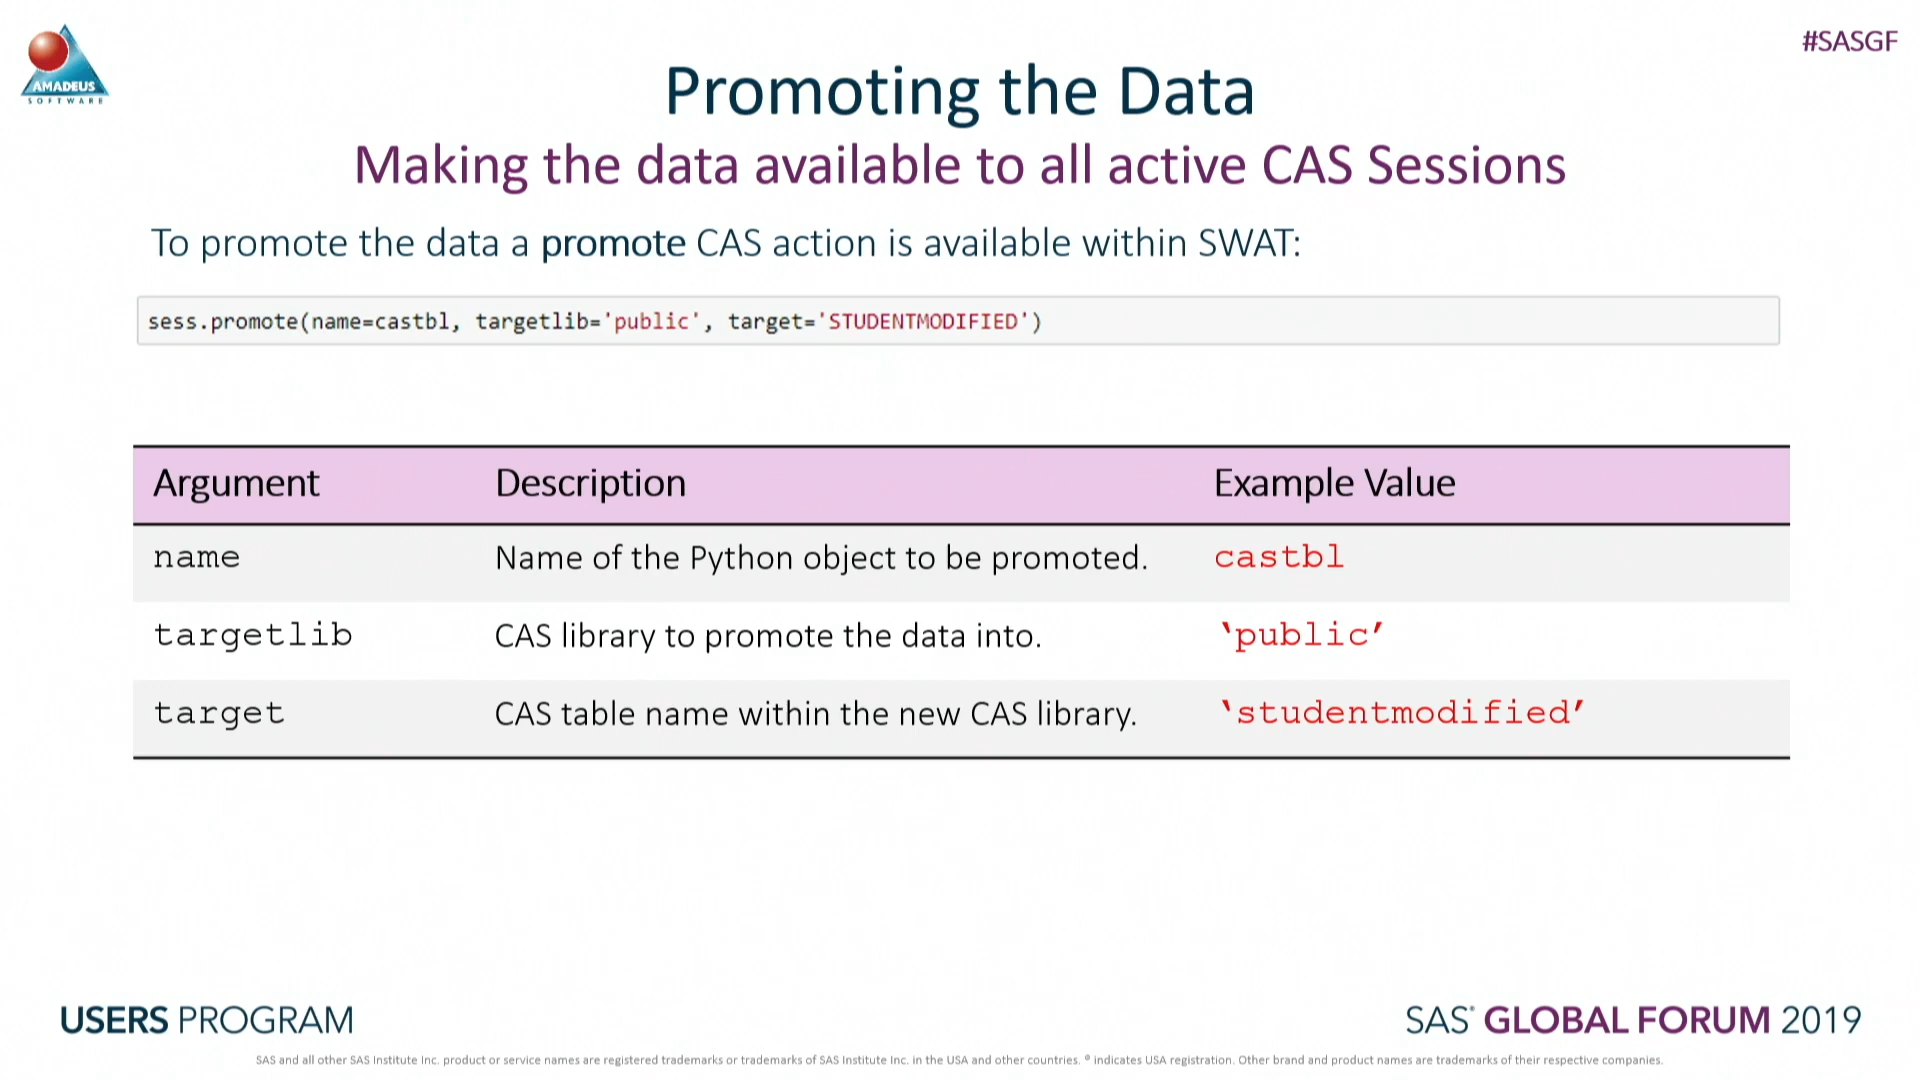 AMADEUS
SOFTWARE
#SASGF
Promoting the Data
Making the data available to all active CAS Sessions
To promote the data a promote CAS action is available within SWAT:
sess.promote(name=castbl, targetlib='public', target='STUDENTMODIFIED')
Argument Description Example Value
name Name of the Python object to be promoted. castbl
targetlib CAS library to promote the data into. ‘public’
target CAS table name within the new CAS library. ‘studentmodified’
USERS PROGRAM
SAS® GLOBAL FORUM 2019
SAS and all other SAS Institute Inc. product or service names are registered trademarks or trademarks of SAS Institute Inc. in the USA and other countries. ® indicates USA registration. Other brand and product names are trademarks of their respective companies.